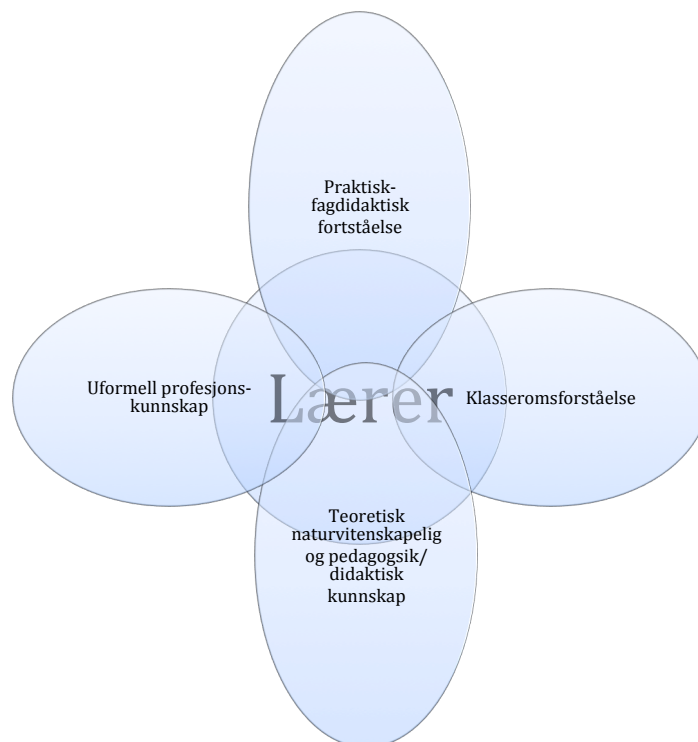 Praktisk-
fagdidaktisk
fortståelse
Uformell profesjons-
kunnskap
Lærer
Klasseromsforståelse
Teoretisk
naturvitenskapelig
og pedagogsik/
didaktisk
kunnskap